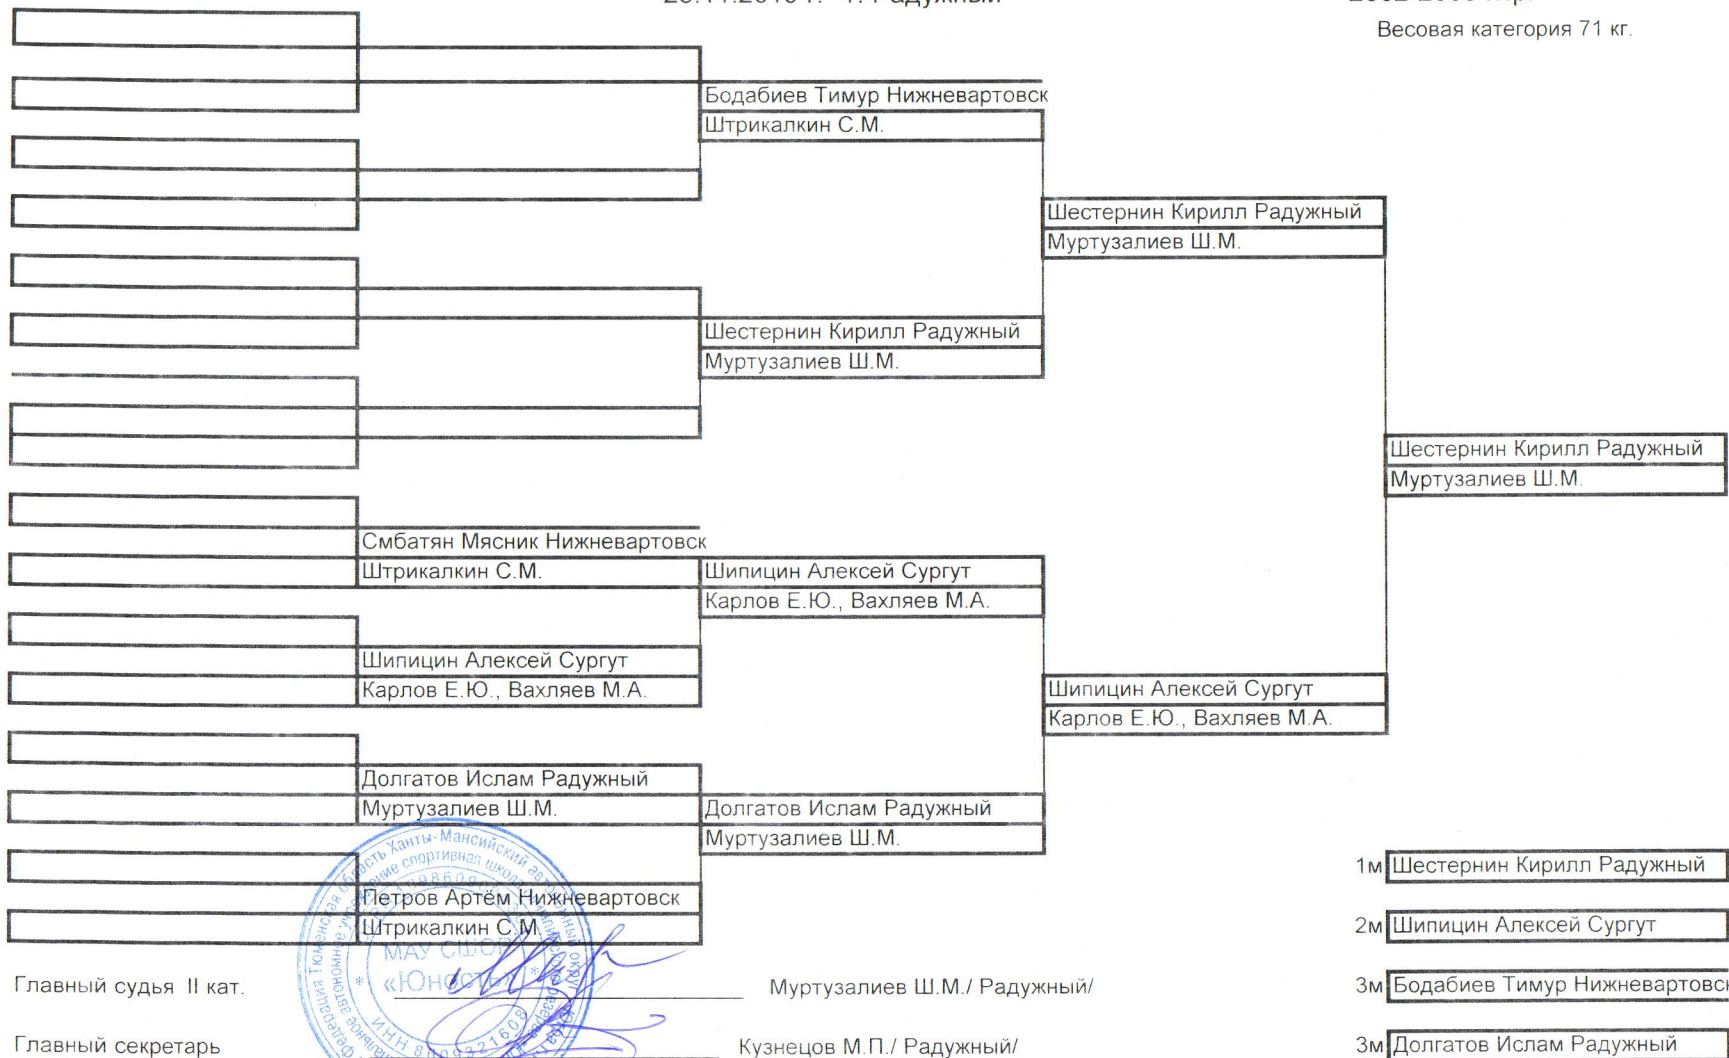 Весовая категория 71 кг.
Бодабиев Тимур Нижневартовск
Штрикалкин С.М.
Шестернин Кирилл Радужный
Муртузалиев Ш.М.
Шестернин Кирилл Радужный
Муртузалиев Ш.М.
Шестернин Кирилл Радужный
Муртузалиев Ш.М.
Смбатян Мясник Нижневартовск
Штрикалкин С.М.
Шипицин Алексей Сургут
Карлов Е.Ю., Вахляев М.А.
Шипицин Алексей Сургут
Карлов Е.Ю., Вахляев М.А.
Шипицин Алексей Сургут
Карлов Е.Ю., Вахляев М.А.
Долгатов Ислам Радужный
Муртузалиев Ш.М.
Долгатов Ислам Радужный
Муртузалиев Ш.М.
Петров Артём Нижневартовск
Штрикалкин С.М.
1м Шестернин Кирилл Радужный
2м Шипицин Алексей Сургут
3м Бодабиев Тимур Нижневартовск
3м Долгатов Ислам Радужный
МАУ СШОР
«Юность»
Главный судья II кат. Муртузалиев Ш.М./ Радужный/
Главный секретарь Кузнецов М.П./ Радужный/